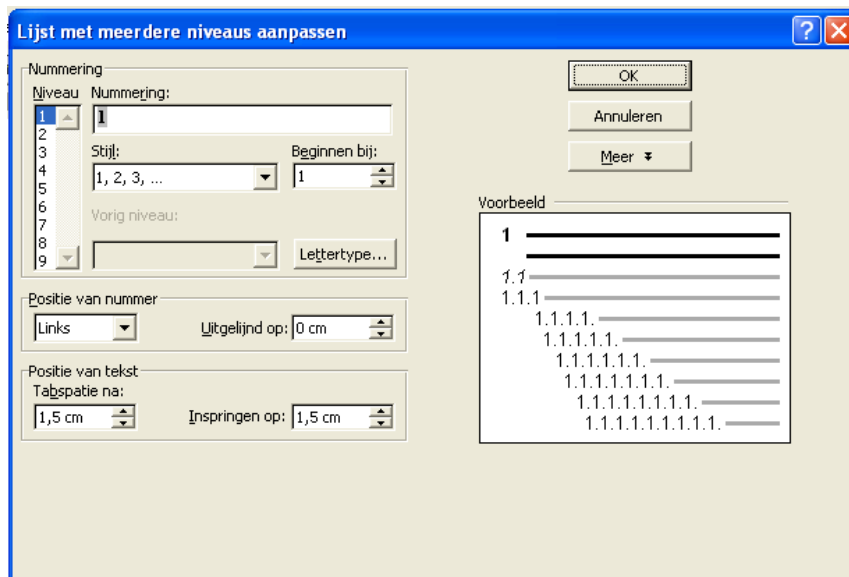 Lijst met meerdere niveaus aanpassen
Nummering
Niveau Nummering:
1
2
3
4
5
6
7
8
9
1
Stijl: Beginnen bij:
1, 2, 3, ... 1
Vorig niveau:
Lettertype...
Positie van nummer
Links Uitgelijnd op: 0 cm
Positie van tekst
Tabspatie na:
1,5 cm Inspringen op: 1,5 cm
OK
Annuleren
Meer
Voorbeeld
1
1.1
1.1.1
1.1.1.1.
1.1.1.1.1.
1.1.1.1.1.1.
1.1.1.1.1.1.1.
1.1.1.1.1.1.1.1.
1.1.1.1.1.1.1.1.1.